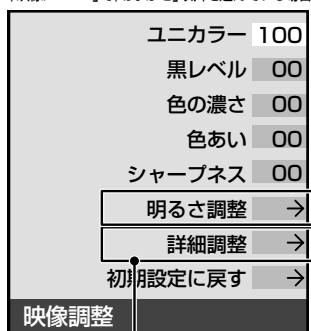 ユニカラー 100
黒レベル 00
色の濃さ 00
色あい 00
シャープネス 00
明るさ調整 →
詳細調整 →
初期設定に戻す →
映像調整